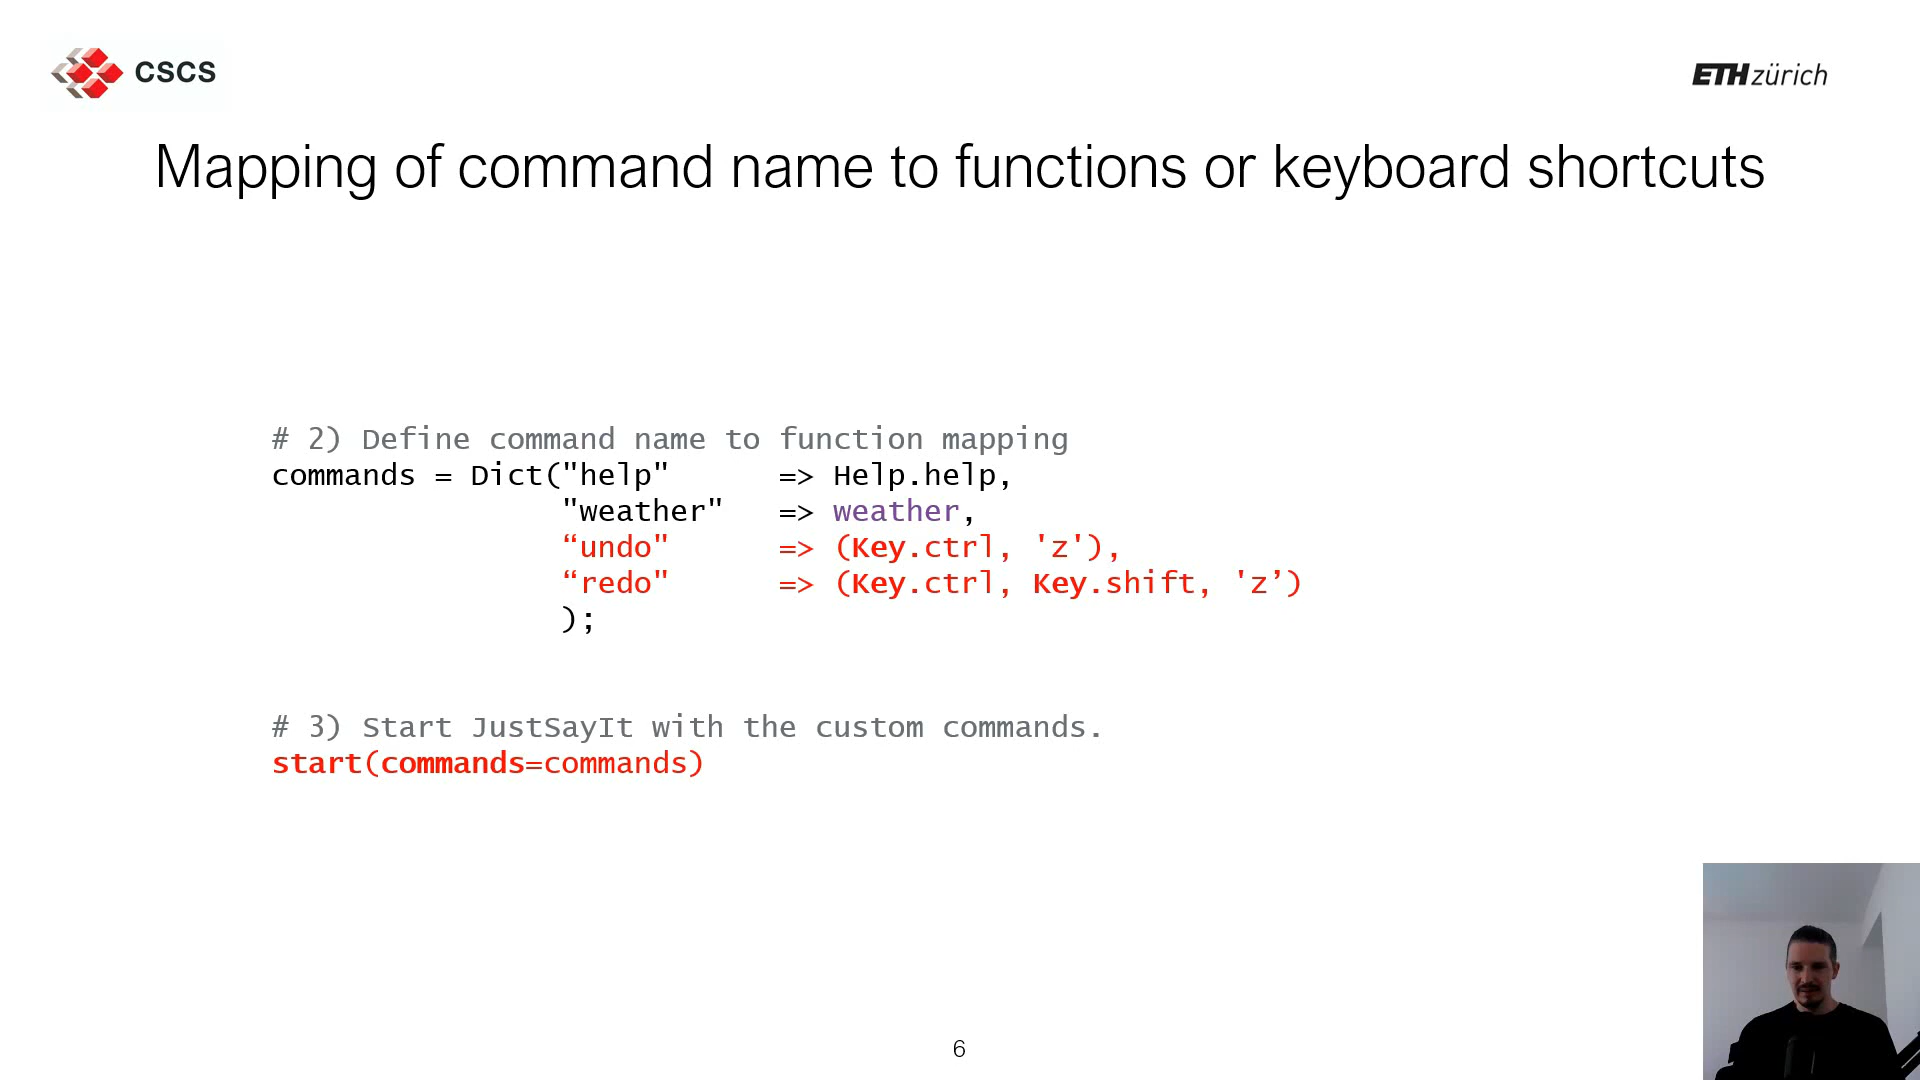 CSCS
ETH zürich
Mapping of command name to functions or keyboard shortcuts
# 2) Define command name to function mapping
commands = Dict("help"      => Help.help,
"weather"   => weather,
“undo"      => (Key.ctrl, 'z'),
“redo"      => (Key.ctrl, Key.shift, 'z’)
);
# 3) Start JustSayIt with the custom commands.
start(commands=commands)
6